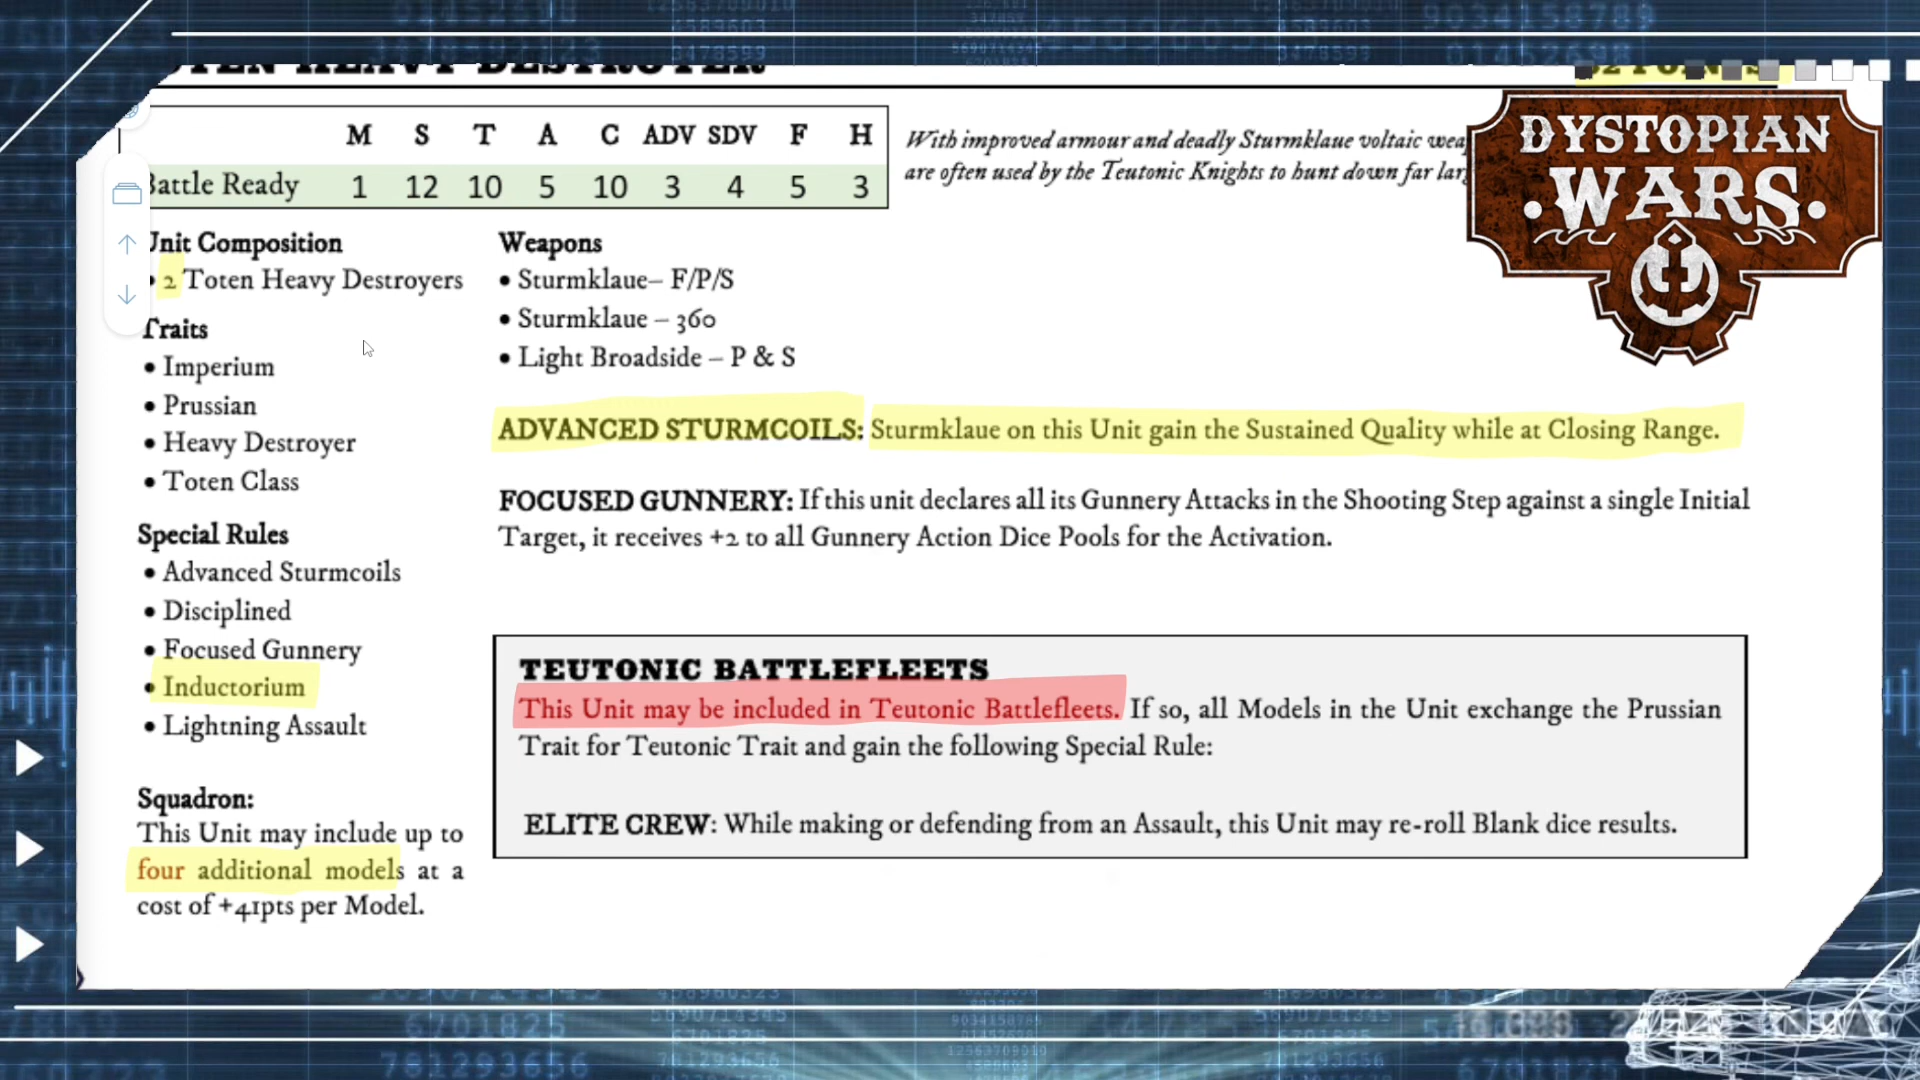 HEAVY DESTROYER
M S T A C ADV SDV F H
Battle Ready 1 12 10 5 10 3 4 5 3
With improved armour and deadly Sturmklaue voltaic
are often used by the Teutonic Knights to hunt down far
DYSTOPIAN
WARS
Unit Composition
• 2 Toten Heavy Destroyers
Traits
• Imperium
• Prussian
• Heavy Destroyer
• Toten Class
Special Rules
• Advanced Sturmcoils
• Disciplined
• Focused Gunnery
• Inductorium
• Lightning Assault
Squadron:
This Unit may include up to
four additional models at a
cost of +41pts per Model.
Weapons
• Sturmklaue– F/P/S
• Sturmklaue – 360
• Light Broadside – P & S
ADVANCED STURMCOILS: Sturmklaue on this Unit gain the Sustained Quality while at Closing Range.
FOCUSED GUNNERY: If this unit declares all its Gunnery Attacks in the Shooting Step against a single Initial
Target, it receives +2 to all Gunnery Action Dice Pools for the Activation.
TEUTONIC BATTLEFLEETS
This Unit may be included in Teutonic Battlefleets. If so, all Models in the Unit exchange the Prussian
Trait for Teutonic Trait and gain the following Special Rule:
ELITE CREW: While making or defending from an Assault, this Unit may re-roll Blank dice results.
6701825
781293656